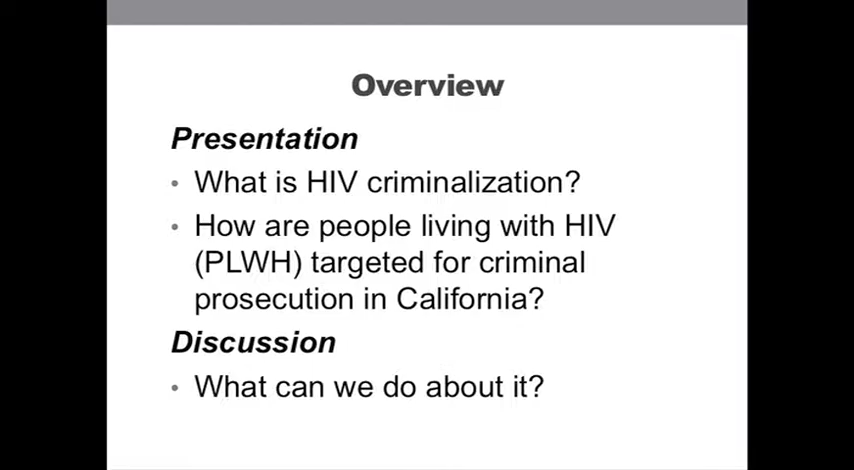 Overview
Presentation
• What is HIV criminalization?
• How are people living with HIV
(PLWH) targeted for criminal
prosecution in California?
Discussion
• What can we do about it?